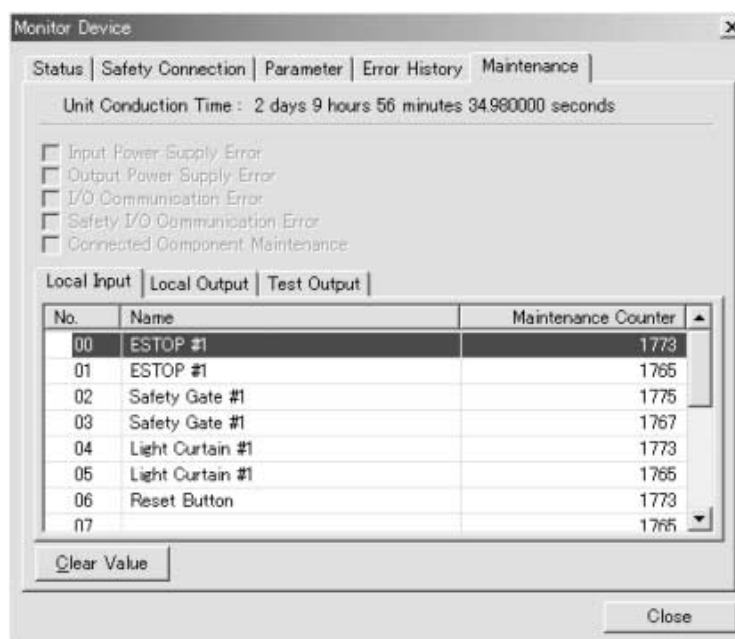 Monitor Device
Status Safety Connection Parameter Error History Maintenance
Unit Conduction Time : 2 days 9 hours 56 minutes 34.980000 seconds
Input Power Supply Error
Output Power Supply Error
I/O Communication Error
Safety I/O Communication Error
Connected Component Maintenance
Local Input Local Output Test Output
No. Name Maintenance Counter
00 ESTOP #1 1773
01 ESTOP #1 1765
02 Safety Gate #1 1775
03 Safety Gate #1 1767
04 Light Curtain #1 1773
05 Light Curtain #1 1765
06 Reset Button 1773
07 1765
Clear Value
Close